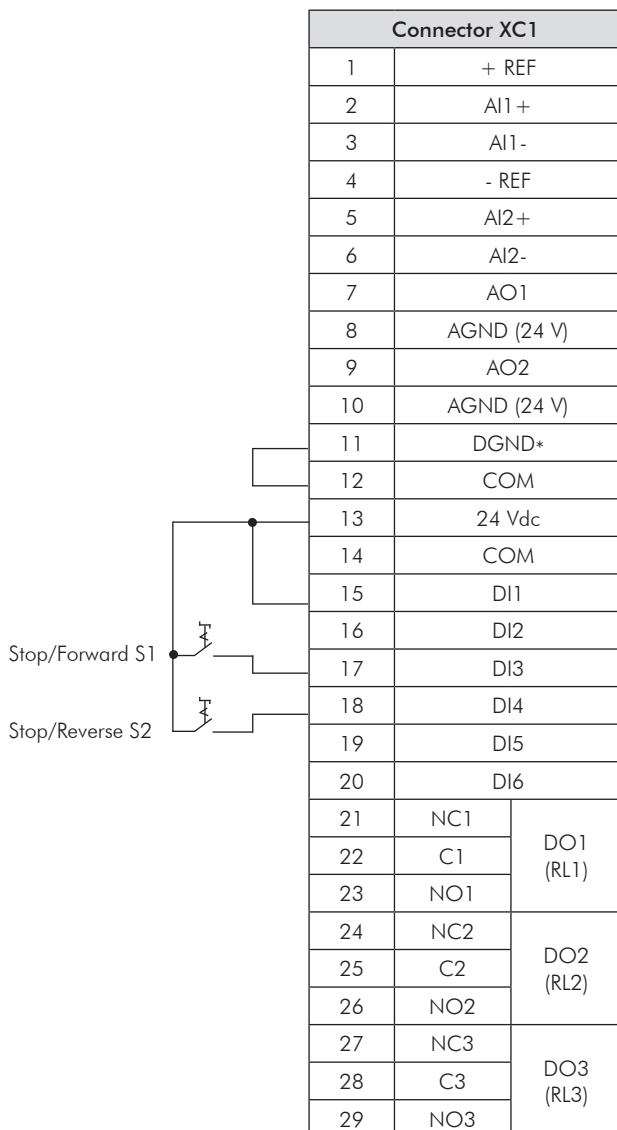 Connector XC1
1 + REF
2 AI1+
3 AI1-
4 - REF
5 AI2+
6 AI2-
7 AO1
8 AGND (24 V)
9 AO2
10 AGND (24 V)
11 DGND*
12 COM
13 24 Vdc
14 COM
15 DI1
16 DI2
Stop/Forward S1
17 DI3
18 DI4
Stop/Reverse S2
19 DI5
20 DI6
21 NC1
DO1
22 C1
(RL1)
23 NO1
24 NC2
DO2
25 C2
(RL2)
26 NO2
27 NC3
DO3
28 C3
(RL3)
29 NO3